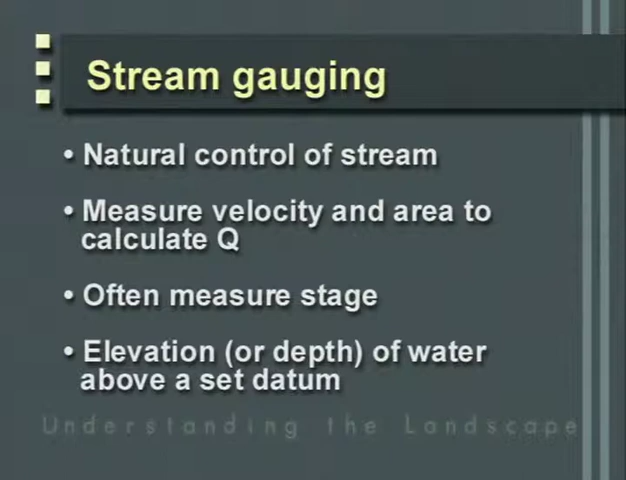 Stream gauging
• Natural control of stream
• Measure velocity and area to
calculate Q
• Often measure stage
• Elevation (or depth) of water
above a set datum
Understanding the Landscape